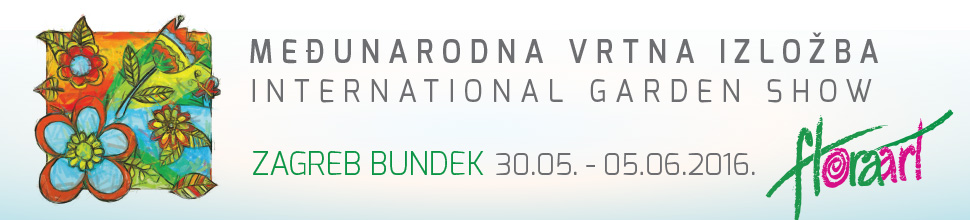 MEĐUNARODNA VRTNA IZLOŽBA
INTERNATIONAL GARDEN SHOW
ZAGREB BUNDEK 30.05. - 05.06.2016.
floraart